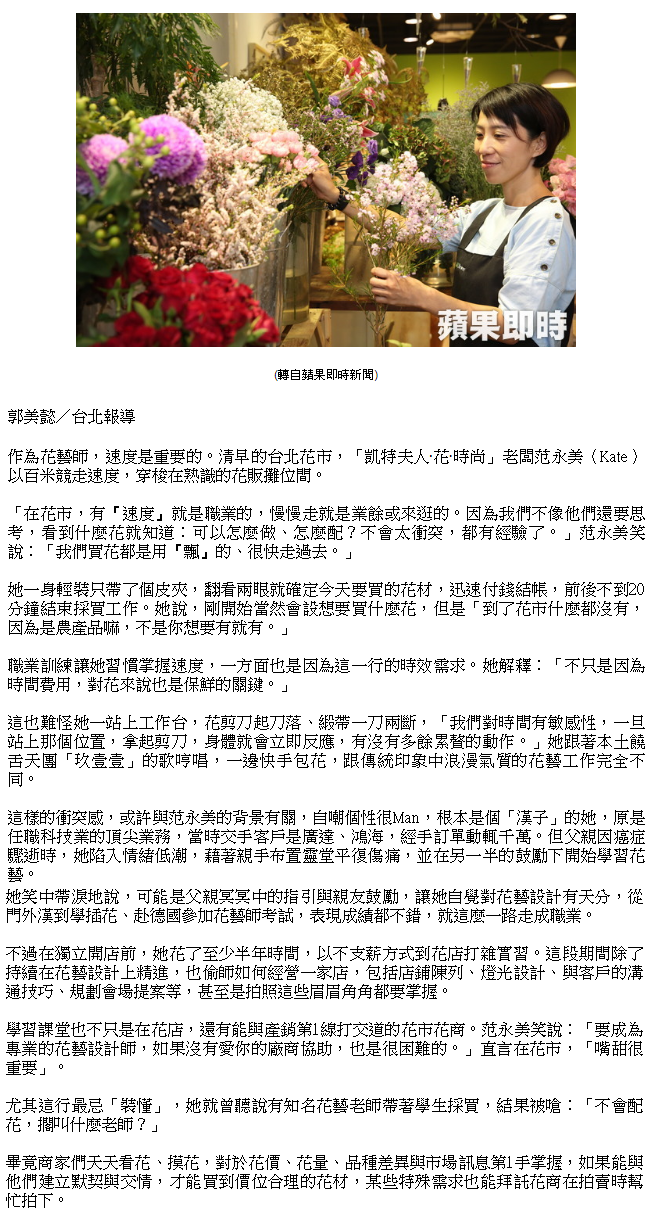 蘋果即時
(轉自蘋果即時新聞)
郭美懿／台北報導
作為花藝師，速度是重要的。清早的台北花市，「凱特夫人‧花‧時尚」老闆范永美（Kate）
以百米競走速度，穿梭在熟識的花販攤位間。
「在花市，有『速度』就是職業的，慢慢走就是業餘或來逛的。因為我們不像他們還要思
考，看到什麼花就知道：可以怎麼做、怎麼配？不會太衝突，都有經驗了。」范永美笑
說：「我們買花都是用『飄』的、很快走過去。」
她一身輕裝只帶了個皮夾，翻看兩眼就確定今天要買的花材，迅速付錢結帳，前後不到20
分鐘結束採買工作。她說，剛開始當然會設想要買什麼花，但是「到了花市什麼都沒有，
因為是農產品嘛，不是你想要有就有。」
職業訓練讓她習慣掌握速度，一方面也是因為這一行的時效需求。她解釋：「不只是因為
時間費用，對花來說也是保鮮的關鍵。」
這也難怪她一站上工作台，花剪刀起刀落、緞帶一刀兩斷，「我們對時間有敏感性，一旦
站上那個位置，拿起剪刀，身體就會立即反應，有沒有多餘累贅的動作。」她跟著本土饒
舌天團「玖壹壹」的歌哼唱，一邊快手包花，跟傳統印象中浪漫氣質的花藝工作完全不
同。
這樣的衝突感，或許與范永美的背景有關，自嘲個性很Man，根本是個「漢子」的她，原是
任職科技業的頂尖業務，當時交手客戶是廣達、鴻海，經手訂單動輒千萬。但父親因癌症
驟逝時，她陷入情緒低潮，藉著親手布置靈堂平復傷痛，並在另一半的鼓勵下開始學習花
藝。
她笑中帶淚地說，可能是父親冥冥中的指引與親友鼓勵，讓她自覺對花藝設計有天分，從
門外漢到學插花、赴德國參加花藝師考試，表現成績都不錯，就這麼一路走成職業。
不過在獨立開店前，她花了至少半年時間，以不支薪方式到花店打雜實習。這段期間除了
持續在花藝設計上精進，也偷師如何經營一家店，包括店鋪陳列、燈光設計、與客戶的溝
通技巧、規劃會場提案等，甚至是拍照這些眉眉角角都要掌握。
學習課堂也不只是在花店，還有能與產銷第1線打交道的花市花商。范永美笑說：「要成為
專業的花藝設計師，如果沒有愛你的廠商協助，也是很困難的。」直言在花市，「嘴甜很
重要」。
尤其這行最忌「裝懂」，她就曾聽說有知名花藝老師帶著學生採買，結果被嗆：「不會配
花，擱叫什麼老師？」
畢竟商家們天天看花、摸花，對於花價、花量、品種差異與市場訊息第1手掌握，如果能與
他們建立默契與交情，才能買到價位合理的花材，某些特殊需求也能拜託花商在拍賣時幫
忙拍下。